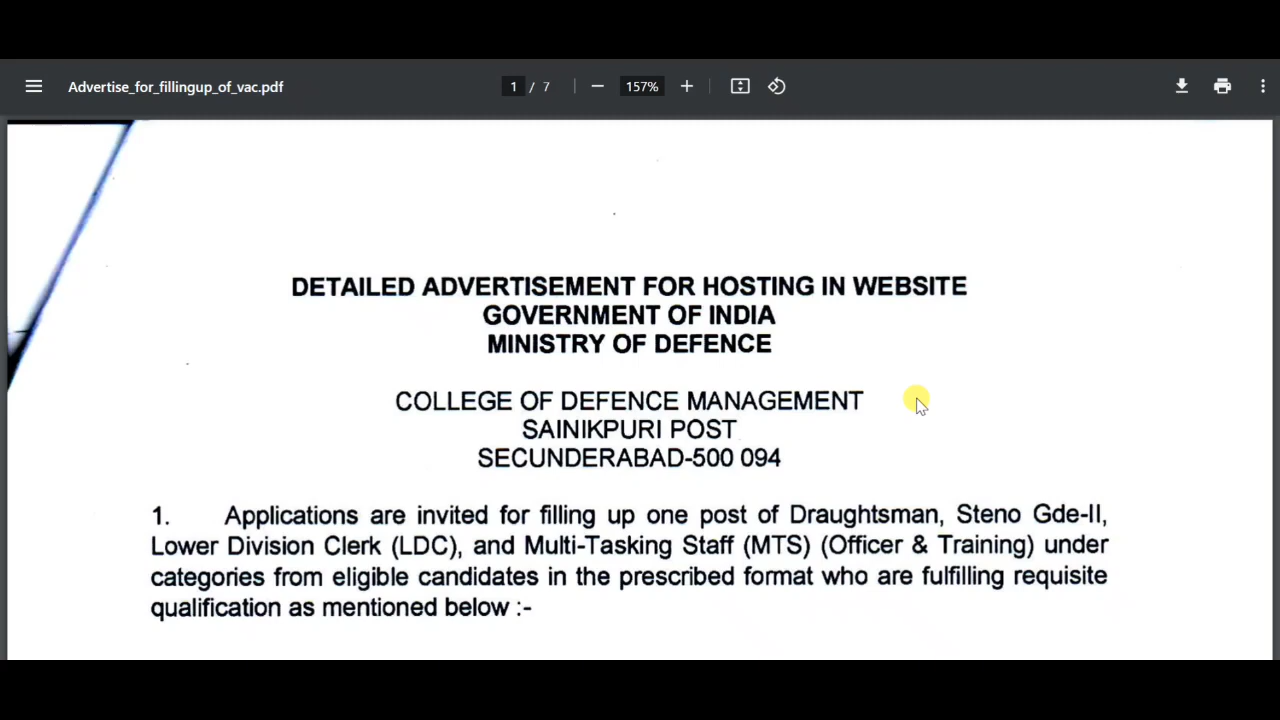 Advertise_for_fillingup_of_vac.pdf
1 / 7
157%
DETAILED ADVERTISEMENT FOR HOSTING IN WEBSITE
GOVERNMENT OF INDIA
MINISTRY OF DEFENCE
COLLEGE OF DEFENCE MANAGEMENT
SAINIKPURI POST
SECUNDERABAD-500 094
1. Applications are invited for filling up one post of Draughtsman, Steno Gde-II,
Lower Division Clerk (LDC), and Multi-Tasking Staff (MTS) (Officer & Training) under
categories from eligible candidates in the prescribed format who are fulfilling requisite
qualification as mentioned below :-